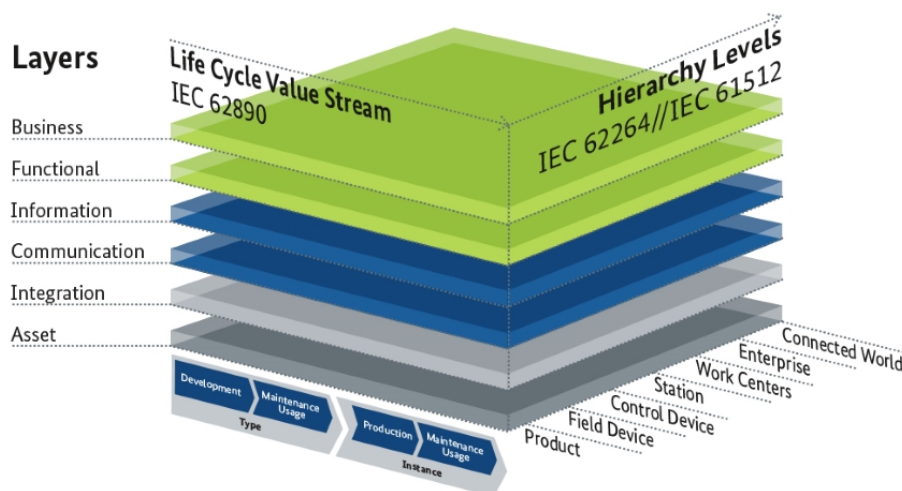 Layers
Life Cycle Value Stream
IEC 62890
Hierarchy Levels
IEC 62264//IEC 61512
Business
Functional
Information
Communication
Integration
Asset
Development
Maintenance
Usage
Type
Production
Maintenance
Usage
Instance
Product
Field Device
Control Device
Station
Work Centers
Enterprise
Connected World